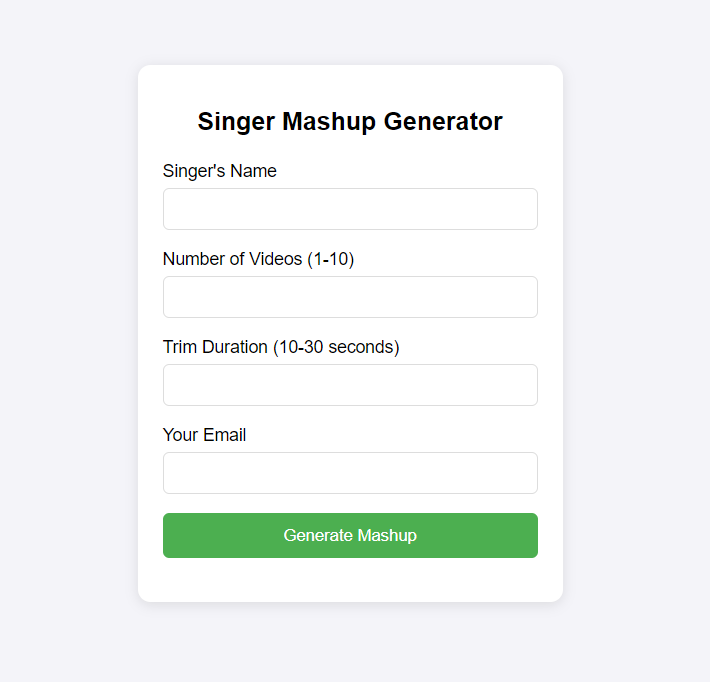 Singer Mashup Generator
Singer's Name
Number of Videos (1-10)
Trim Duration (10-30 seconds)
Your Email
Generate Mashup